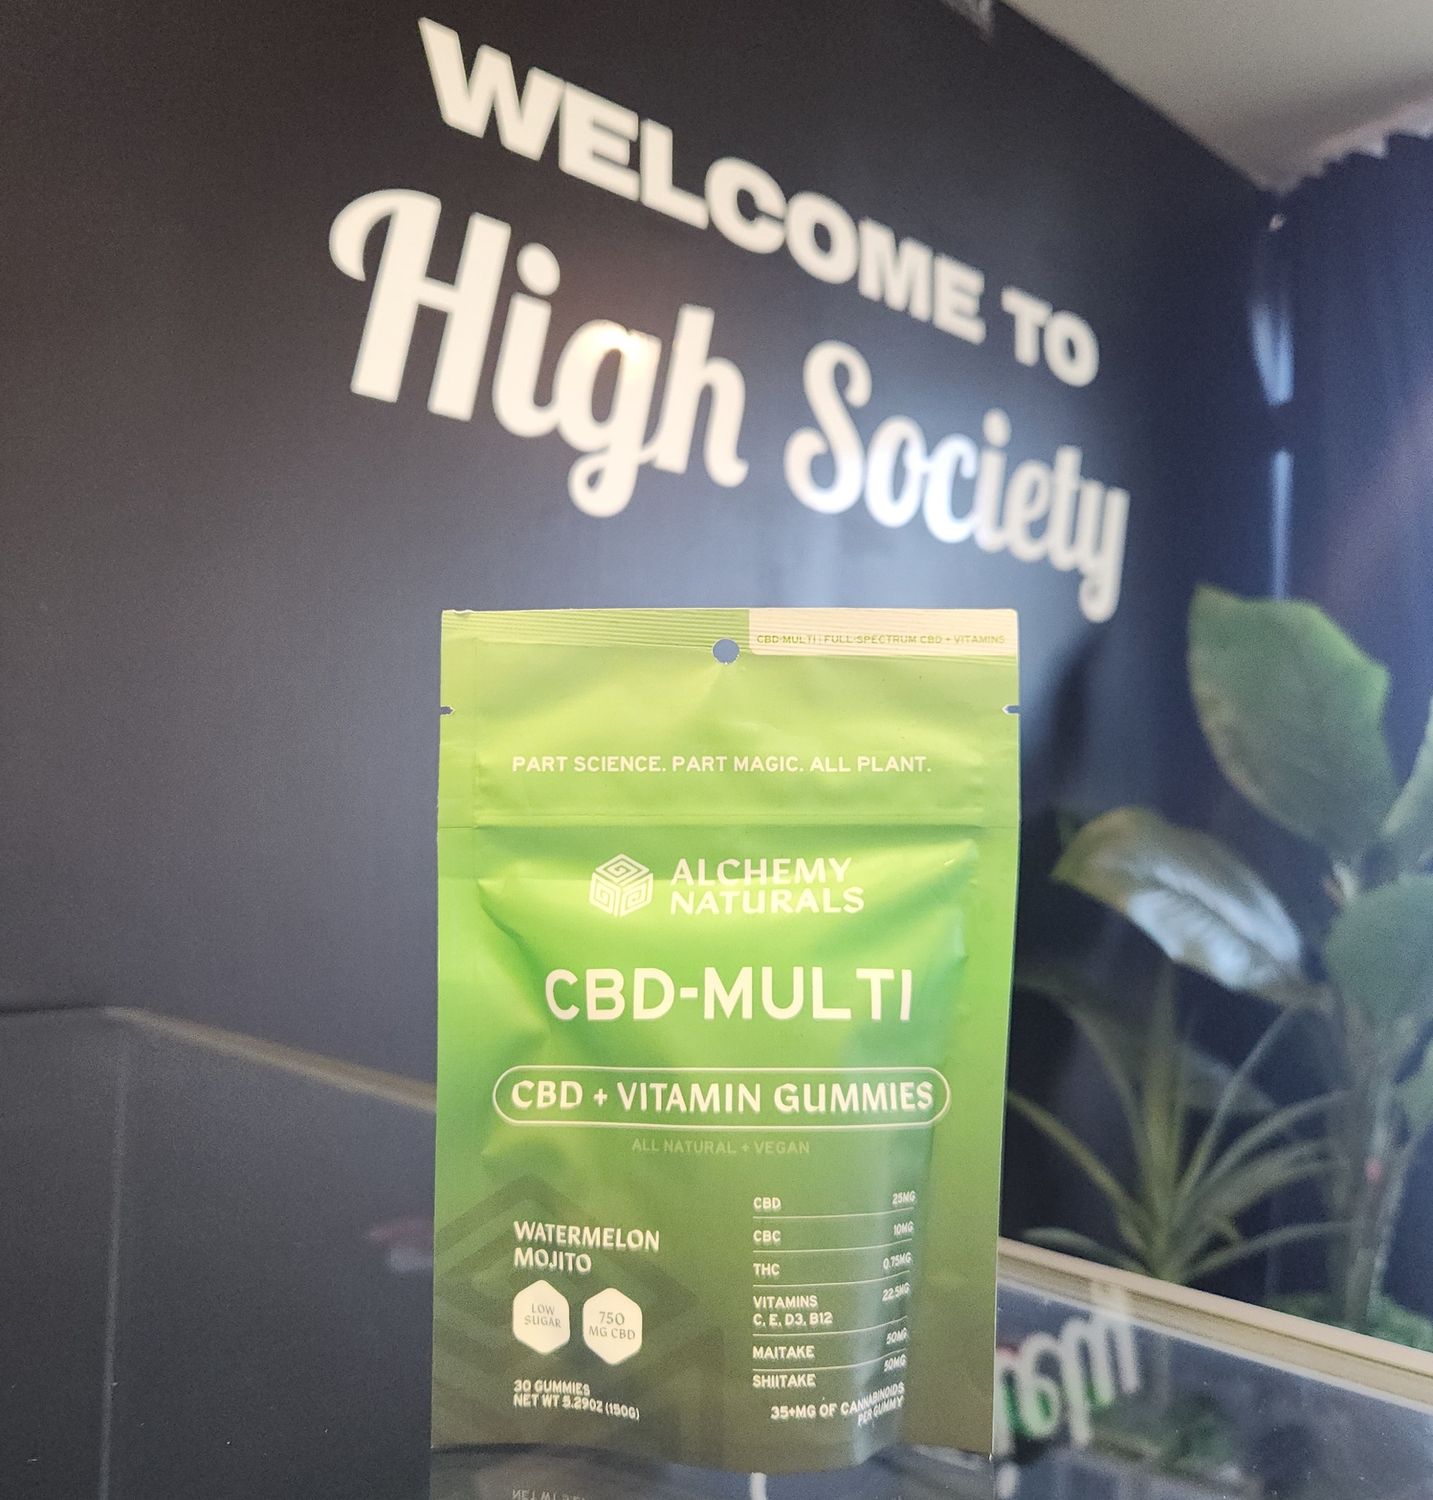 WELCOME TO
High Society
CBD-MULTI | FULL-SPECTRUM CBD + VITAMINS
PART SCIENCE. PART MAGIC. ALL PLANT.
ALCHEMY
NATURALS
CBD-MULTI
CBD + VITAMIN GUMMIES
ALL NATURAL + VEGAN
WATERMELON
MOJITO
LOW
SUGAR
750
MG CBD
30 GUMMIES
NET WT 5.29OZ (150G)
CBD 25MG
CBC 10MG
THC 0.75MG
VITAMINS 22.5MG
C, E, D3, B12
MAITAKE 50MG
SHIITAKE 50MG
35+MG OF CANNABINOIDS
PER GUMMY